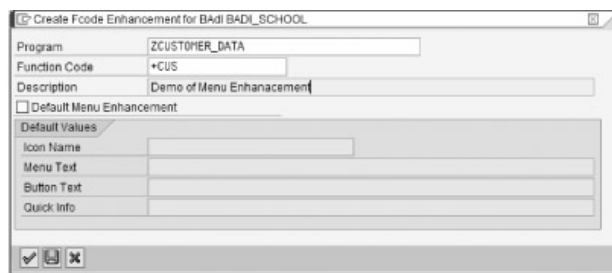 Create Fcode Enhancement for BAdI BADI_SCHOOL
Program ZCUSTOMER_DATA
Function Code +CUS
Description Demo of Menu Enhanacement
Default Menu Enhancement
Default Values
Icon Name
Menu Text
Button Text
Quick Info